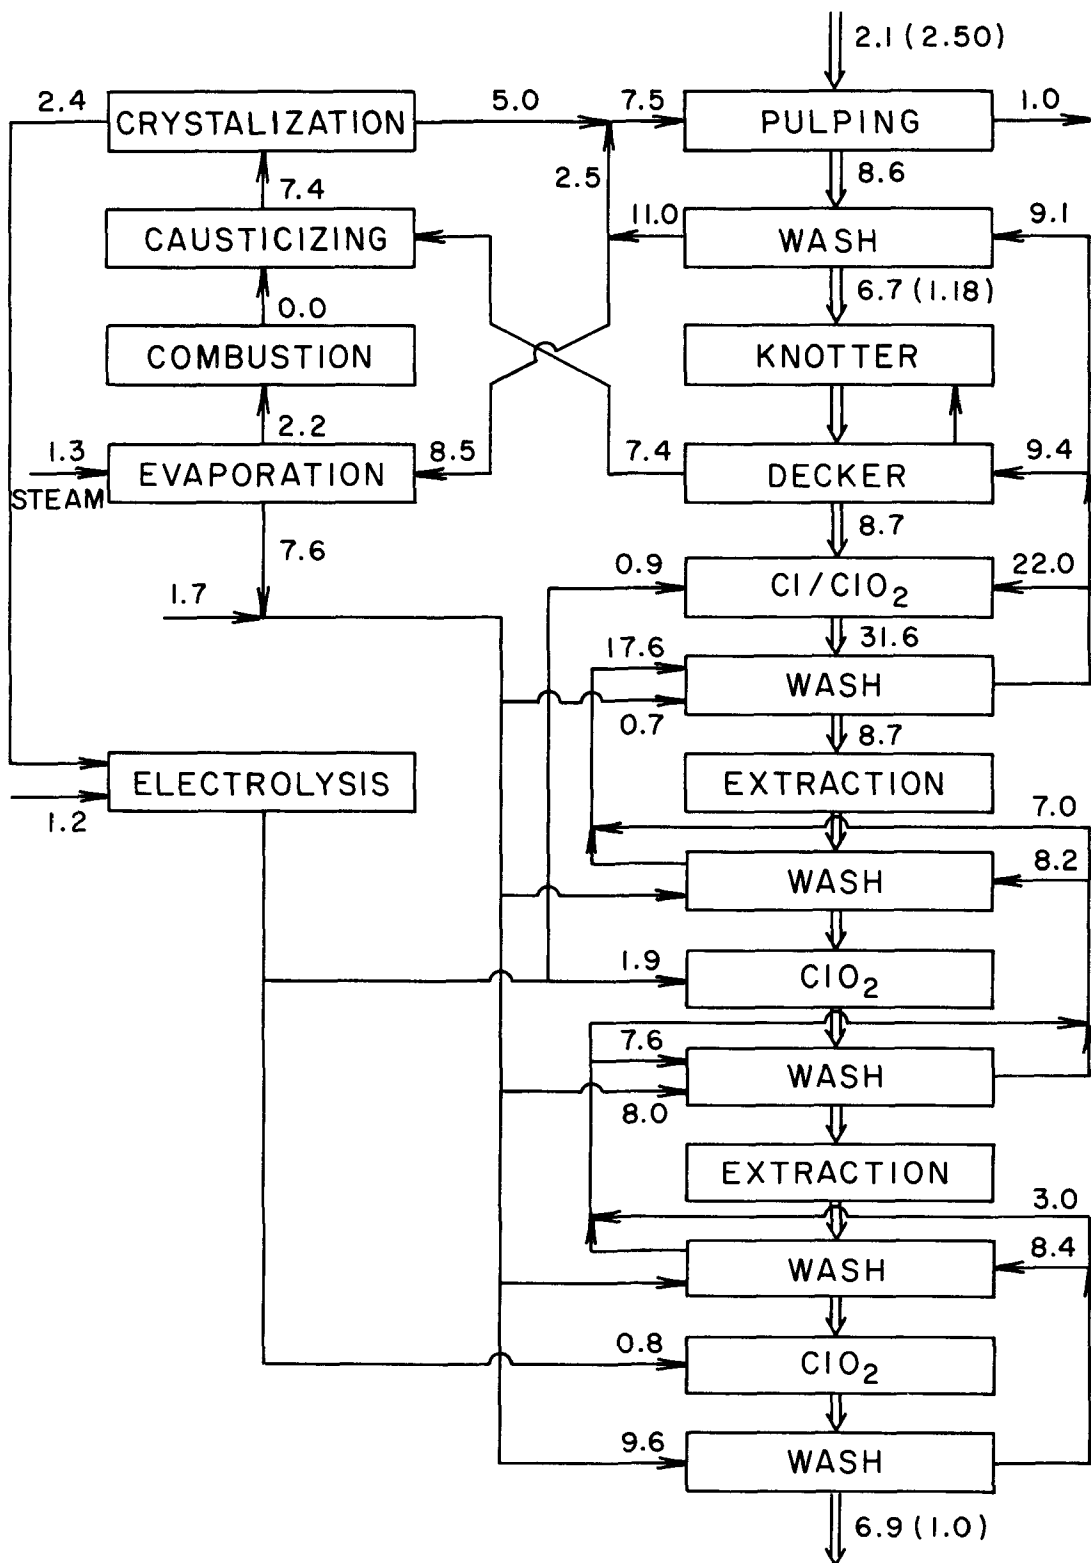 2.1 (2.50)
2.4
CRYSTALIZATION
5.0
7.5
PULPING
1.0
7.4
2.5
8.6
CAUSTICIZING
11.0
WASH
9.1
0.0
6.7 (1.18)
COMBUSTION
KNOTTER
2.2
1.3
STEAM
EVAPORATION
8.5
7.4
DECKER
9.4
7.6
8.7
1.7
0.9
Cl/ClO2
22.0
31.6
17.6
WASH
0.7
8.7
ELECTROLYSIS
EXTRACTION
1.2
7.0
WASH
8.2
1.9
ClO2
7.6
WASH
8.0
EXTRACTION
3.0
WASH
8.4
0.8
ClO2
9.6
WASH
6.9 (1.0)